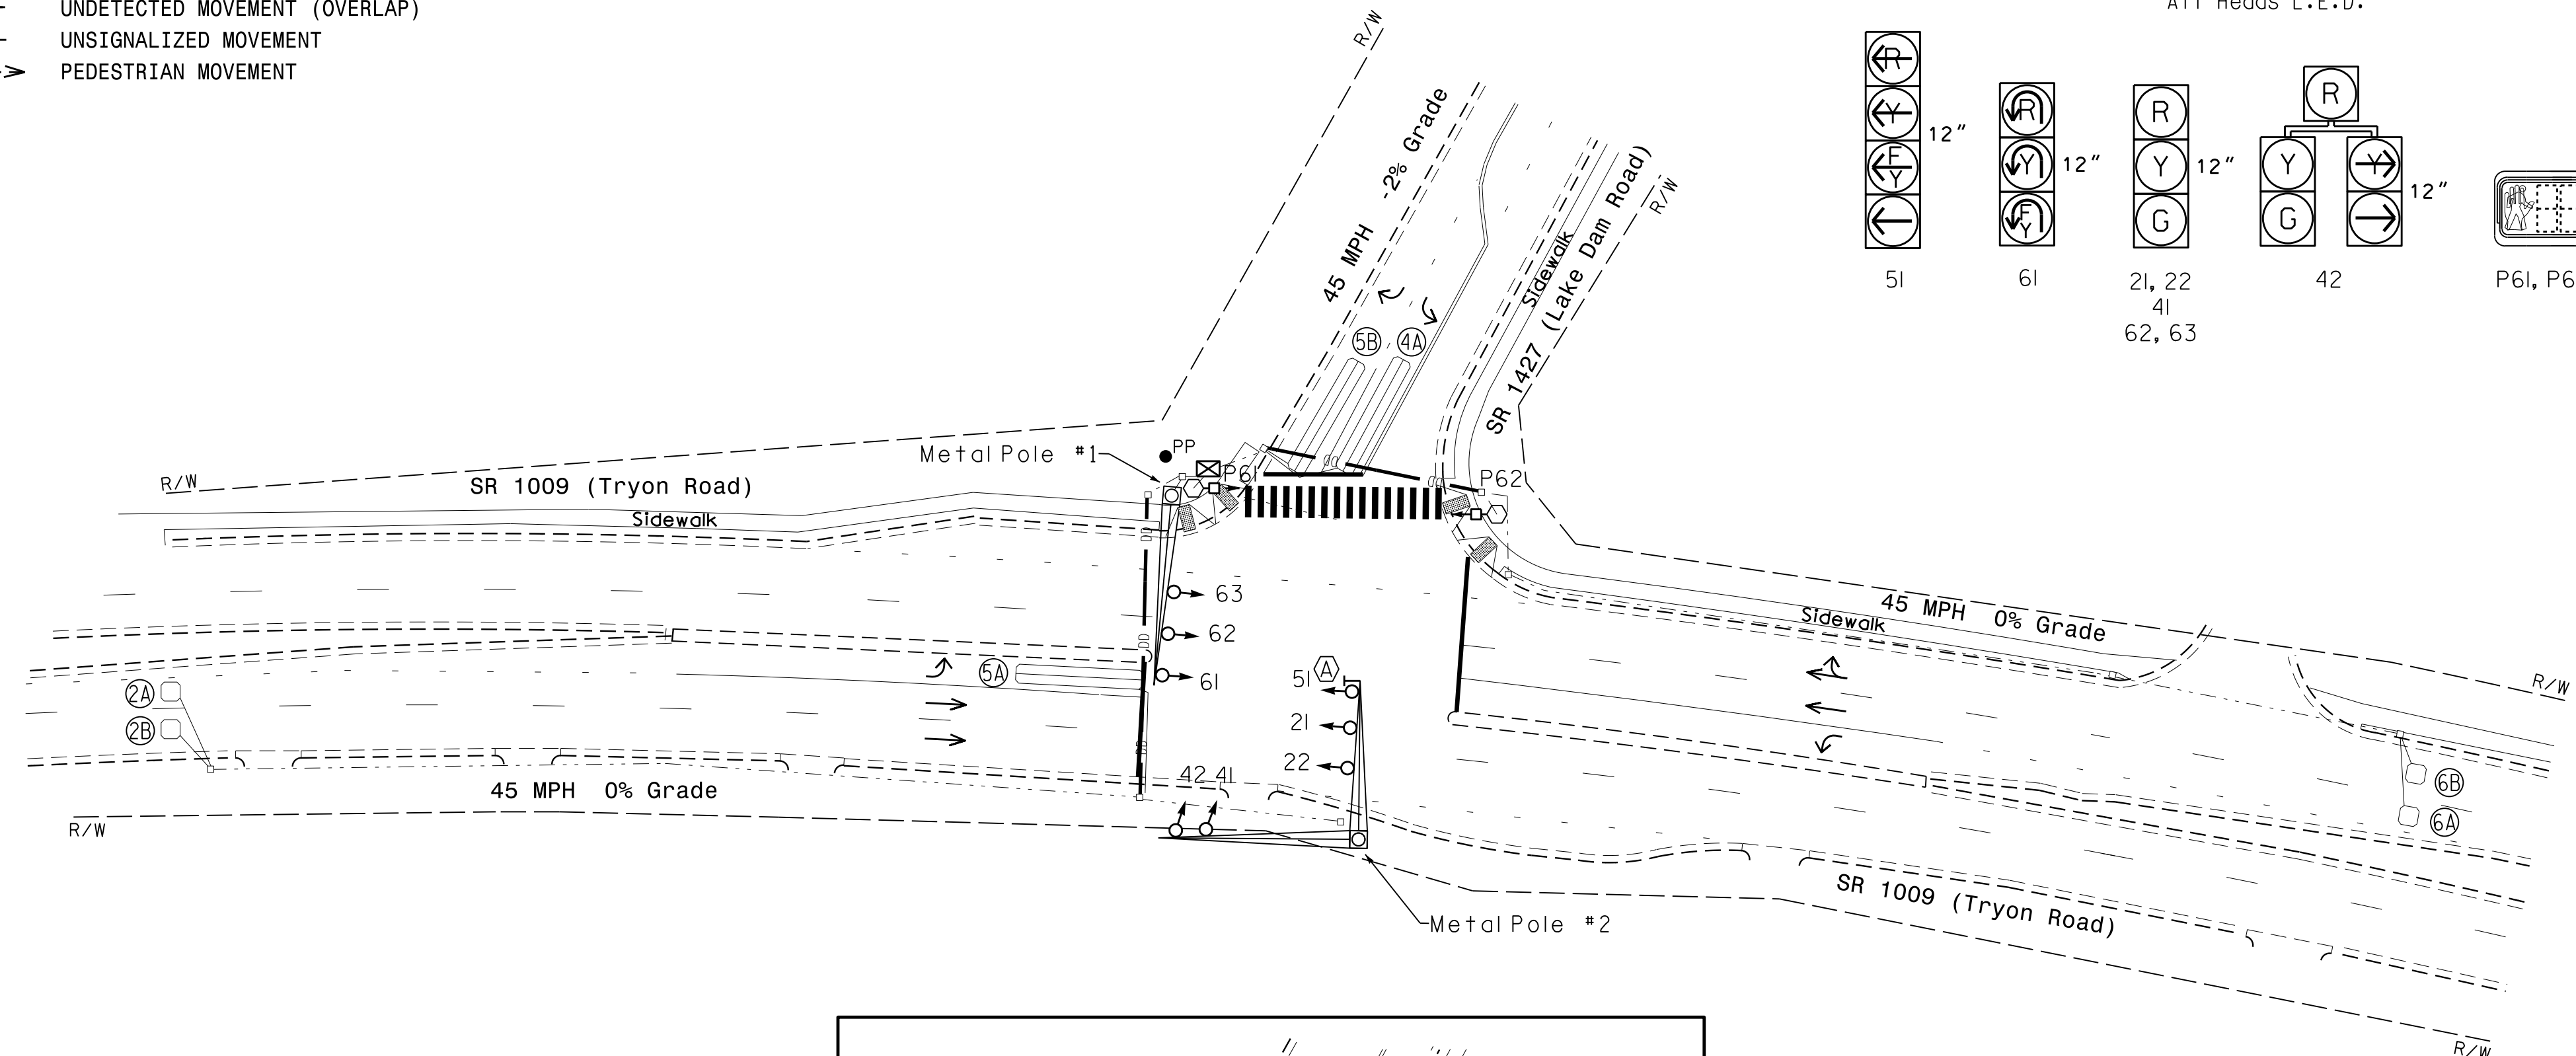 UNDETECTED MOVEMENT (OVERLAP)
UNSIGNALIZED MOVEMENT
PEDESTRIAN MOVEMENT
All Heads L.E.D.
R
Y
F
Y
12"
51
R
Y
F
Y
12"
61
R
Y
G
12"
21, 22
41
62, 63
R
Y
G
Y
12"
42
P61, P6
R/W
45 MPH -2% Grade
Sidewalk
SR 1427 (Lake Dam Road)
R/W
5B
4A
PP
Metal Pole #1
P61
P62
R/W
SR 1009 (Tryon Road)
Sidewalk
63
62
61
5A
2A
2B
51
A
21
22
42 41
45 MPH 0% Grade
R/W
45 MPH 0% Grade
Sidewalk
R/W
6B
6A
SR 1009 (Tryon Road)
Metal Pole #2
R/W